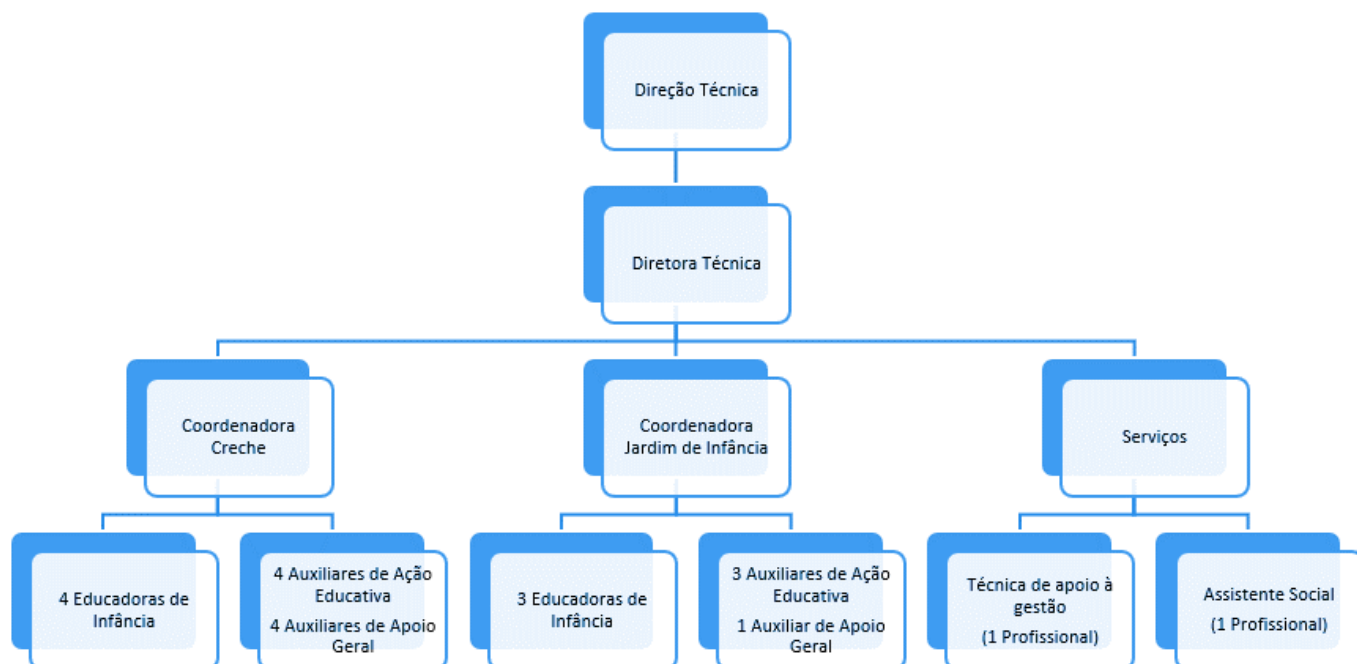 Direção Técnica
Diretora Técnica
Coordenadora
Creche
Coordenadora
Jardim de Infância
Serviços
4 Educadoras de
Infância
4 Auxiliares de Ação
Educativa
4 Auxiliares de Apoio
Geral
3 Educadoras de
Infância
3 Auxiliares de Ação
Educativa
1 Auxiliar de Apoio
Geral
Técnica de apoio à
gestão
(1 Profissional)
Assistente Social
(1 Profissional)